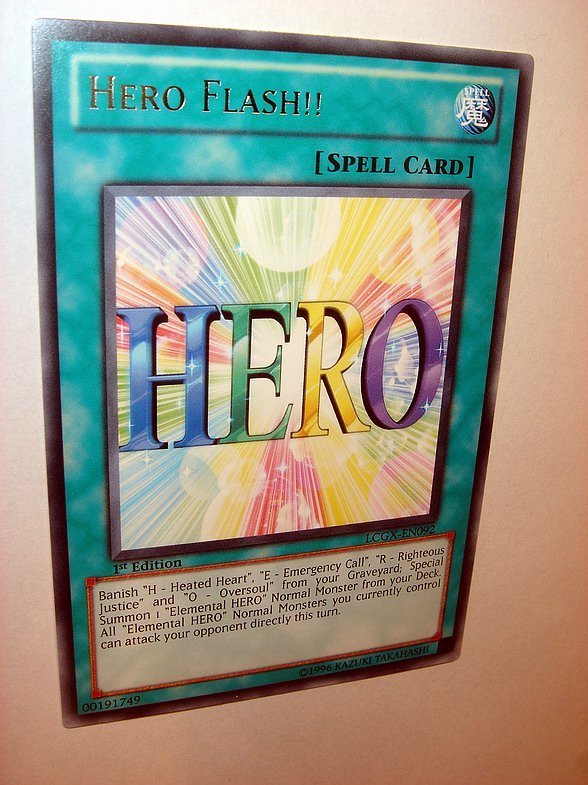 HERO FLASH!!
SPELL
魔
[SPELL CARD]
HERO
LCGX-EN092
1st Edition
Banish "H - Heated Heart", "E - Emergency Call", "R - Righteous
Justice" and "O - Oversoul" from your Graveyard; Special
Summon 1 "Elemental HERO" Normal Monster from your Deck.
All "Elemental HERO" Normal Monsters you currently control
can attack your opponent directly this turn.
00191749
©1996 KAZUKI TAKAHASHI